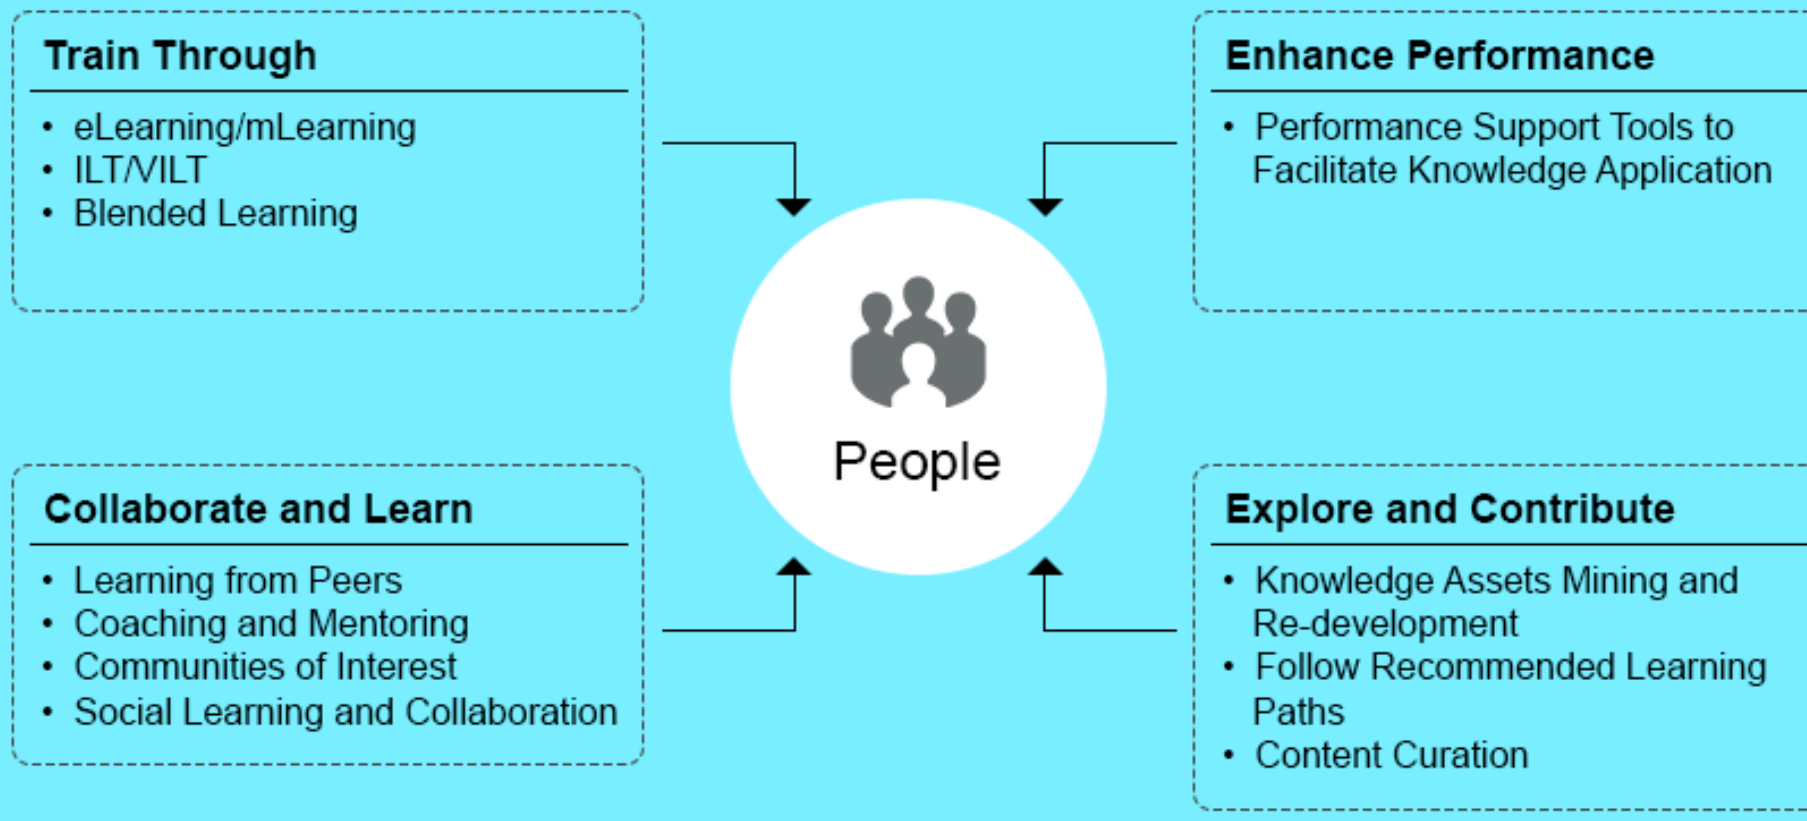 Train Through
• eLearning/mLearning
• ILT/VILT
• Blended Learning
Enhance Performance
• Performance Support Tools to
Facilitate Knowledge Application
People
Collaborate and Learn
• Learning from Peers
• Coaching and Mentoring
• Communities of Interest
• Social Learning and Collaboration
Explore and Contribute
• Knowledge Assets Mining and
Re-development
• Follow Recommended Learning
Paths
• Content Curation